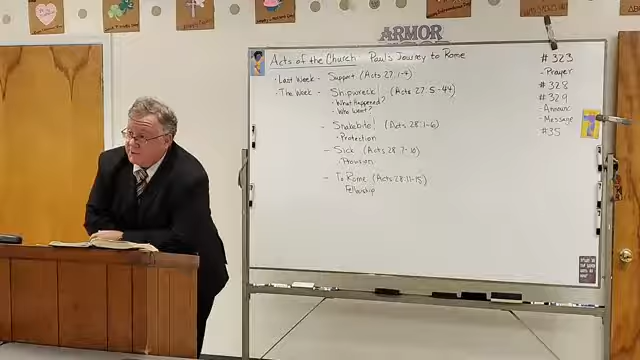 ARMOR
Acts of the Church Paul's Journey to Rome
- Last Week - Support (Acts 27:1-4)
- This Week - Shipwreck! (Acts 27:5-44)
• What Happened?
• Who Went?
- Snakebite! (Acts 28:1-6)
• Protection
- Sick (Acts 28:7-10)
• Provision
- To Rome (Acts 28:11-15)
Fellowship
#323
- Prayer
#328
#329
- Announc
- Message
#35